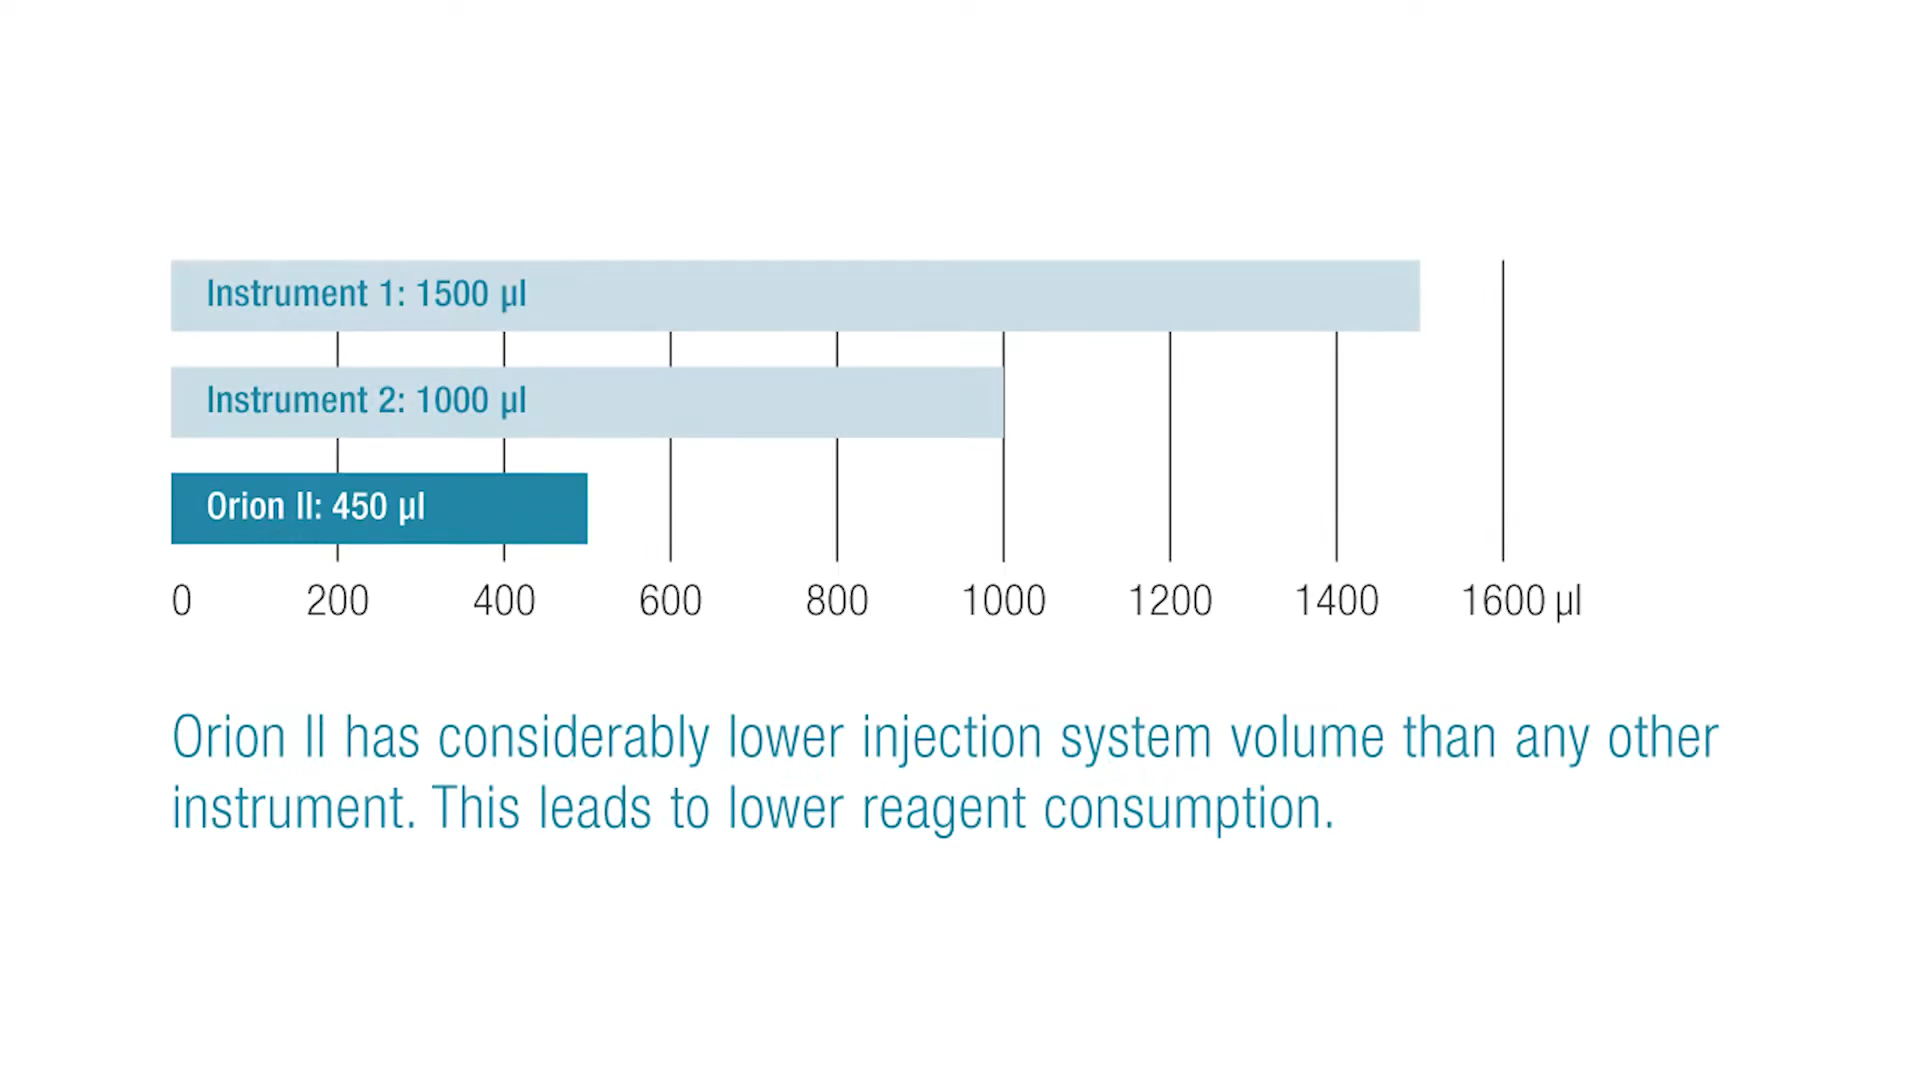 Instrument 1: 1500 µl
Instrument 2: 1000 µl
Orion II: 450 µl
0 200 400 600 800 1000 1200 1400 1600 µl
Orion II has considerably lower injection system volume than any other
instrument. This leads to lower reagent consumption.